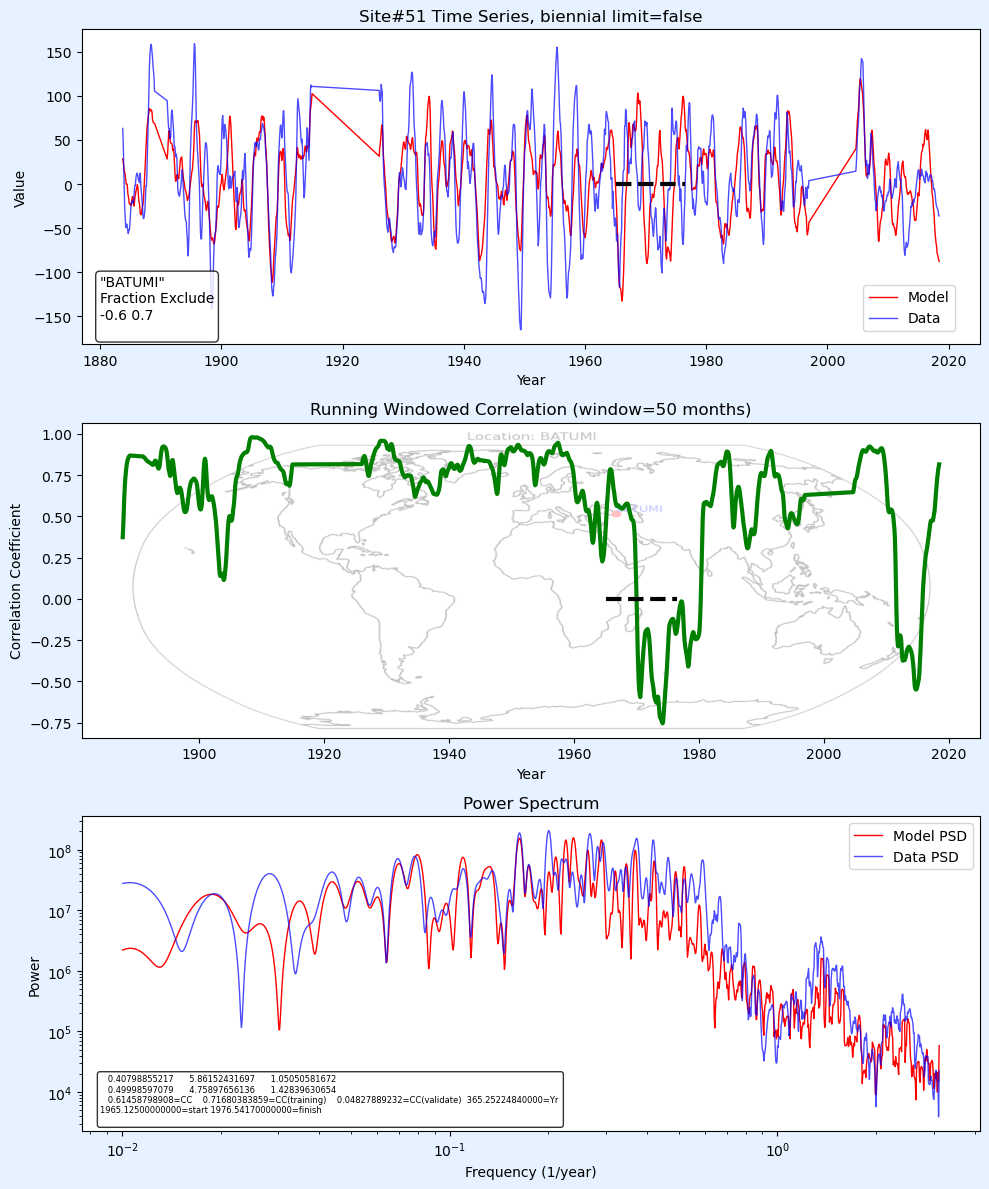 Site#51 Time Series, biennial limit=false
Value
150
100
50
0
−50
−100
−150
"BATUMI"
Fraction Exclude
-0.6 0.7
Model
Data
1880
1900
1920
1940
1960
1980
2000
2020
Year
Running Windowed Correlation (window=50 months)
Location: BATUMI
Correlation Coefficient
1.00
0.75
0.50
0.25
0.00
−0.25
−0.50
−0.75
1900
1920
1940
1960
1980
2000
2020
Year
Power Spectrum
Model PSD
Data PSD
Power
10^8
10^7
10^6
10^5
10^4
0.40798855217 5.86152431697 1.05050581672
0.49998597079 4.75897656136 1.42839630654
0.61458798908=CC 0.71680383859=CC(training) 0.04827889232=CC(validate) 365.25224840000=Yr
1965.12500000000=start 1976.54170000000=finish
10^−2
10^−1
10^0
Frequency (1/year)